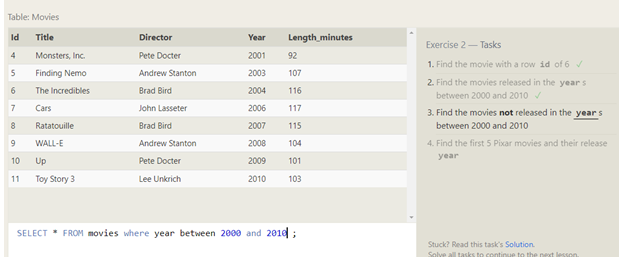 Table: Movies
Id Title Director Year Length_minutes
4 Monsters, Inc. Pete Docter 2001 92
5 Finding Nemo Andrew Stanton 2003 107
6 The Incredibles Brad Bird 2004 116
7 Cars John Lasseter 2006 117
8 Ratatouille Brad Bird 2007 115
9 WALL-E Andrew Stanton 2008 104
10 Up Pete Docter 2009 101
11 Toy Story 3 Lee Unkrich 2010 103
SELECT * FROM movies where year between 2000 and 2010 ;
Exercise 2 — Tasks
1. Find the movie with a row id of 6 ✓
2. Find the movies released in the year s
between 2000 and 2010 ✓
3. Find the movies not released in the year s
between 2000 and 2010
4. Find the first 5 Pixar movies and their release
year
Stuck? Read this task's Solution.
Solve all tasks to continue to the next lesson.